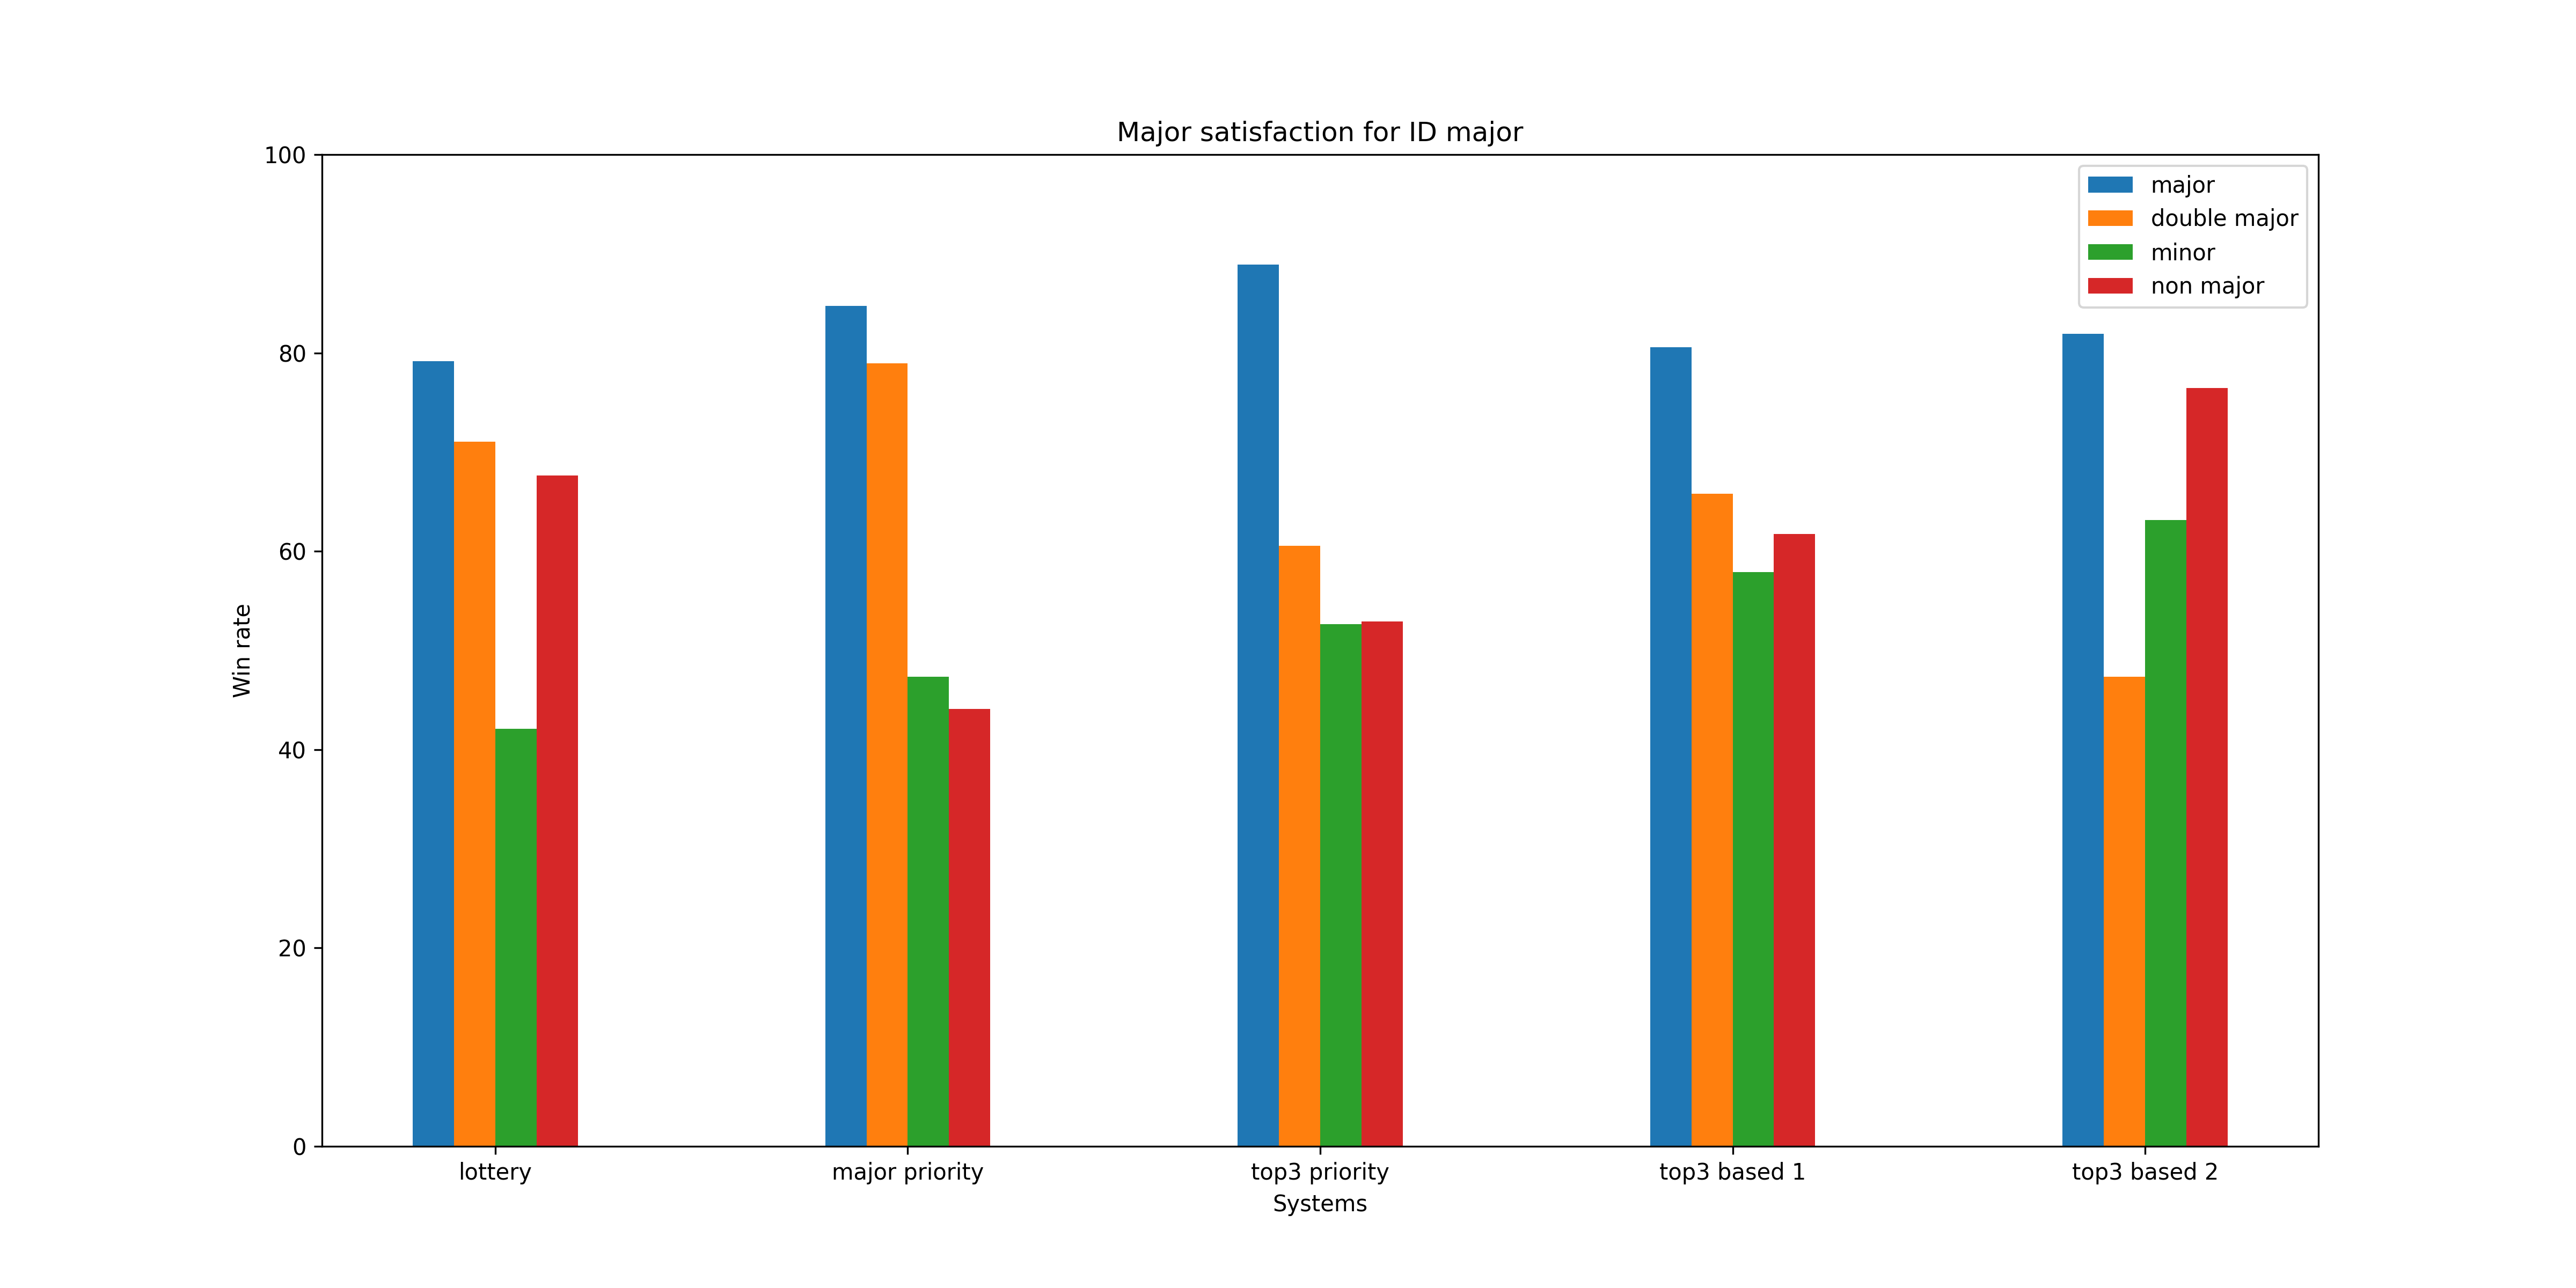 Major satisfaction for ID major
100
80
60
40
20
0
Win rate
major
double major
minor
non major
lottery
major priority
top3 priority
top3 based 1
top3 based 2
Systems